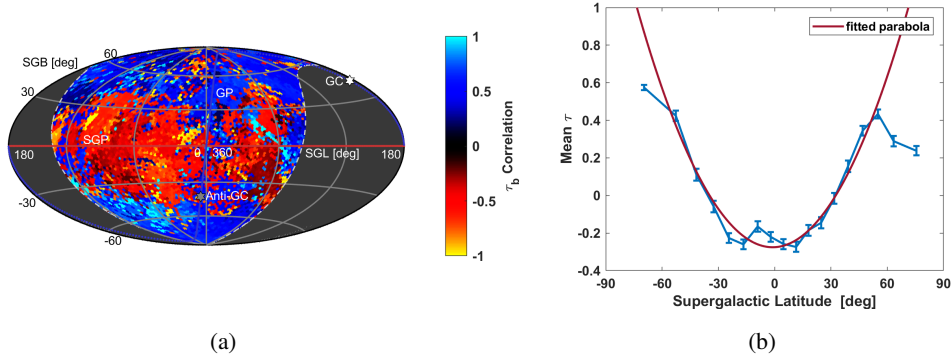 SGB [deg]
60
30
GC
GP
SGP
180
0
360
SGL [deg]
180
Anti-GC
-30
-60
1
0.5
0
-0.5
-1
τb Correlation
(a)
fitted parabola
1
0.8
0.6
0.4
0.2
0
-0.2
-0.4
Mean τ
-90
-60
-30
0
30
60
90
Supergalactic Latitude [deg]
(b)